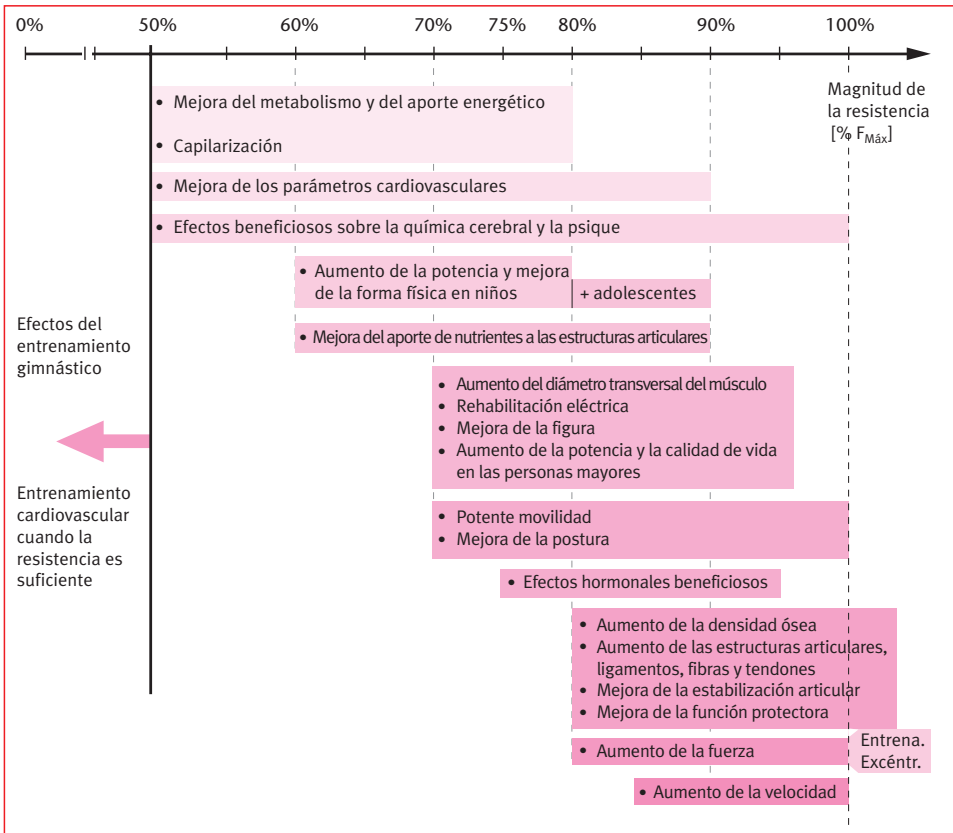 0% 50% 60% 70% 75% 80% 90% 100%
Magnitud de
la resistencia
[% FMáx]
• Mejora del metabolismo y del aporte energético
• Capilarización
• Mejora de los parámetros cardiovasculares
• Efectos beneficiosos sobre la química cerebral y la psique
• Aumento de la potencia y mejora
de la forma física en niños
+ adolescentes
• Mejora del aporte de nutrientes a las estructuras articulares
Efectos del
entrenamiento
gimnástico
• Aumento del diámetro transversal del músculo
• Rehabilitación eléctrica
• Mejora de la figura
• Aumento de la potencia y la calidad de vida
en las personas mayores
Entrenamiento
cardiovascular
cuando la
resistencia es
suficiente
• Potente movilidad
• Mejora de la postura
• Efectos hormonales beneficiosos
• Aumento de la densidad ósea
• Aumento de las estructuras articulares,
ligamentos, fibras y tendones
• Mejora de la estabilización articular
• Mejora de la función protectora
• Aumento de la fuerza
Entrena.
Excéntr.
• Aumento de la velocidad